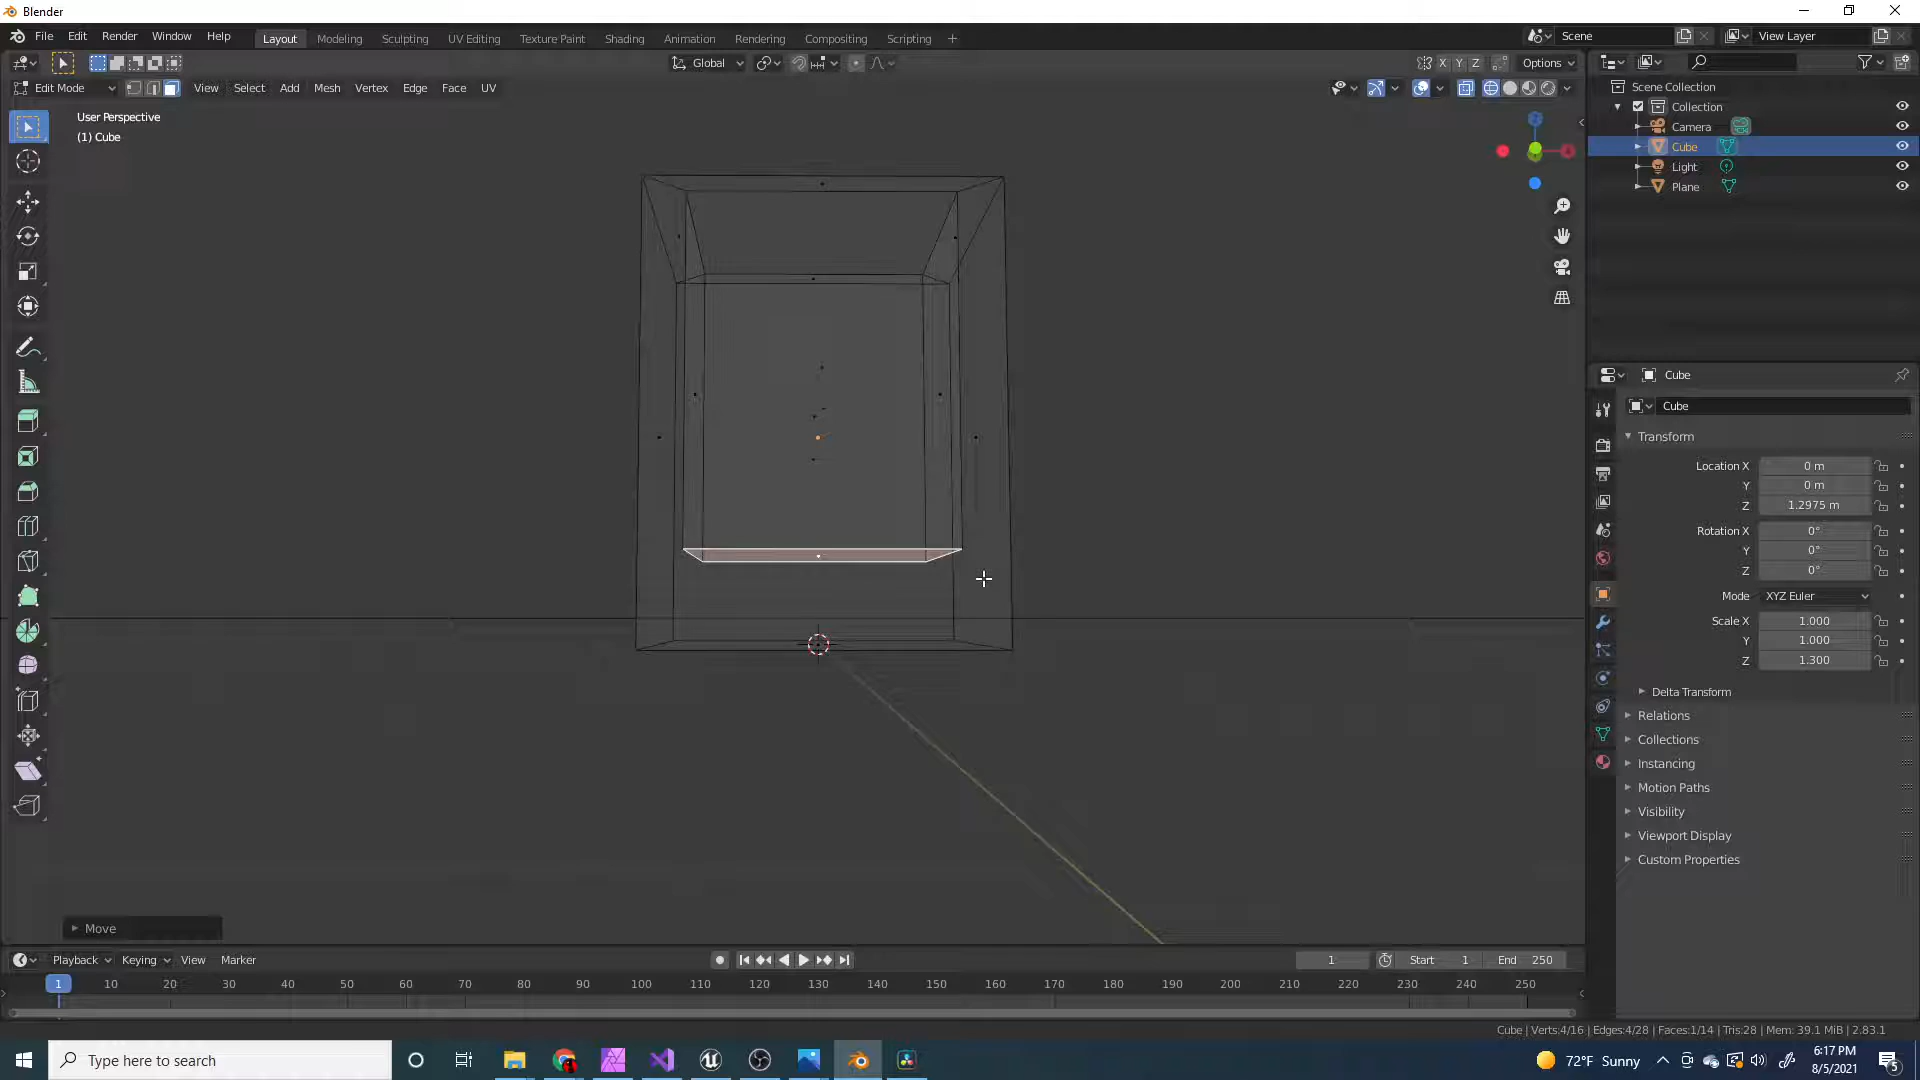 Blender
File Edit Render Window Help
Layout Modeling Sculpting UV Editing Texture Paint Shading Animation Rendering Compositing Scripting +
Scene View Layer
Global X Y Z Options
Edit Mode View Select Add Mesh Vertex Edge Face UV
User Perspective
(1) Cube
Scene Collection
Collection
Camera
Cube
Light
Plane
Cube
Cube
Transform
Location X 0 m
Y 0 m
Z 1.2975 m
Rotation X 0°
Y 0°
Z 0°
Mode XYZ Euler
Scale X 1.000
Y 1.000
Z 1.300
Delta Transform
Relations
Collections
Instancing
Motion Paths
Visibility
Viewport Display
Custom Properties
Move
Playback Keying View Marker 1 Start 1 End 250
1 10 20 30 40 50 60 70 80 90 100 110 120 130 140 150 160 170 180 190 200 210 220 230 240 250
Cube | Verts:4/16 | Edges:4/28 | Faces:1/14 | Tris:28 | Mem: 39.1 MiB | 2.83.1
Type here to search
72°F Sunny
6:17 PM
8/5/2021
5